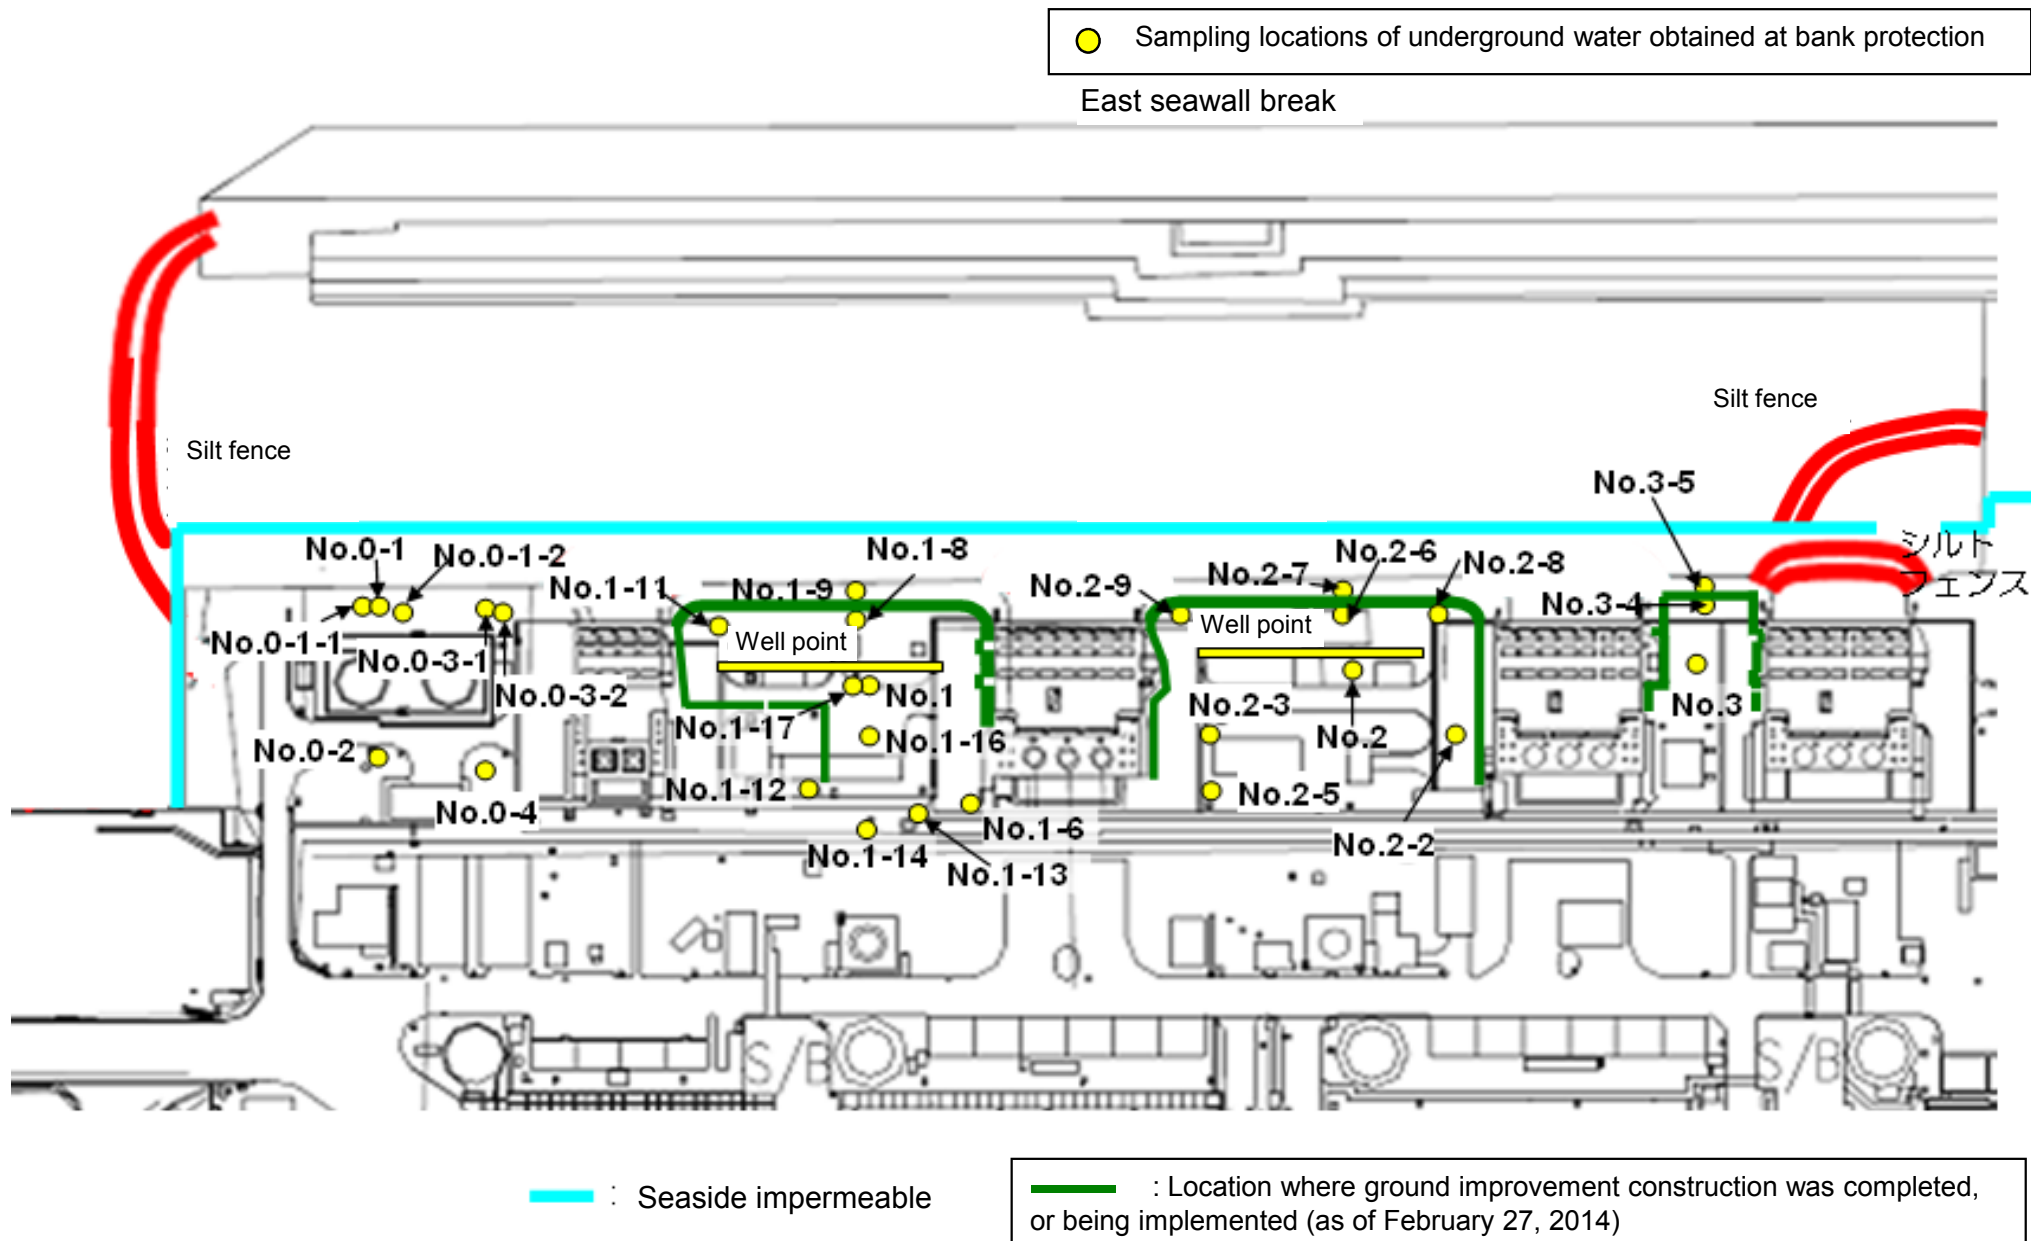 Sampling locations of underground water obtained at bank protection
East seawall break
Silt fence
Silt fence
No.3-5
シルト
フェンス
No.0-1
No.0-1-2
No.1-8
No.2-6
No.2-8
No.1-11
No.1-9
No.2-9
No.2-7
No.3-4
No.0-1-1
No.0-3-1
Well point
Well point
No.0-3-2
No.1
No.2-3
No.3
No.1-17
No.1-16
No.2
No.0-2
No.1-12
No.2-5
No.0-4
No.1-6
No.2-2
No.1-14
No.1-13
S/B
S/B
: Seaside impermeable
: Location where ground improvement construction was completed,
or being implemented (as of February 27, 2014)